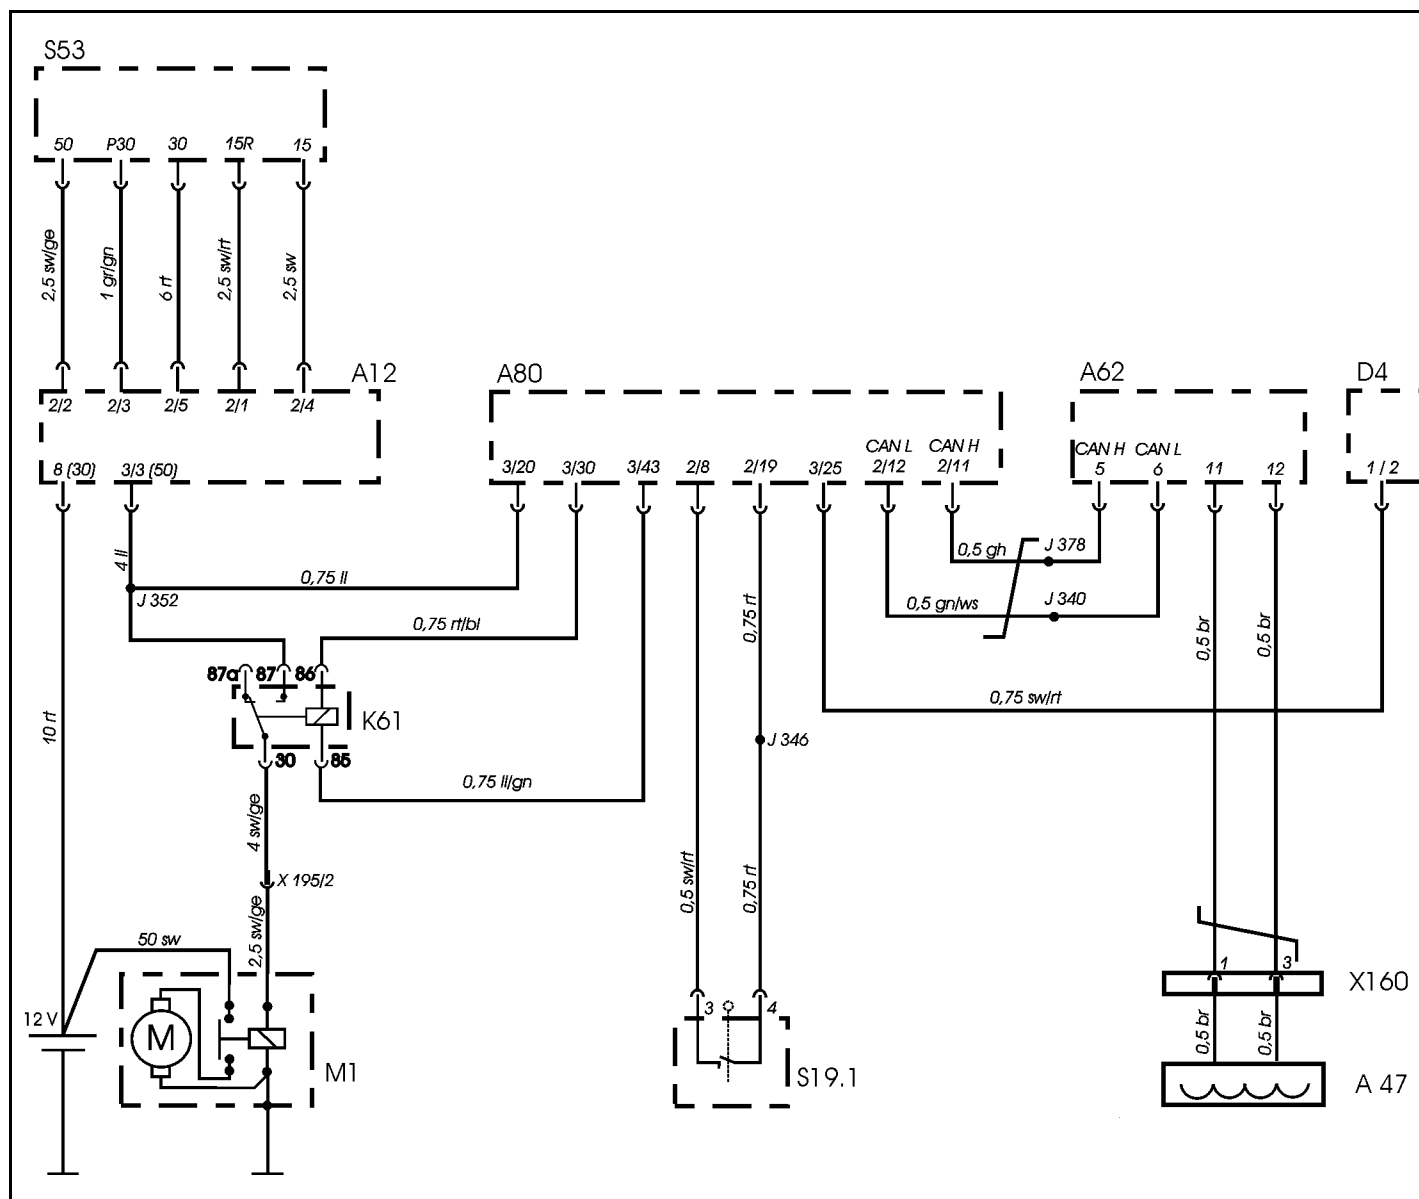 S53
50 P30 30 15R 15
2,5 sw/ge
1 gr/gn
6 rt
2,5 sw/rt
2,5 sw
A12 A80 A62 D4
2/2 2/3 2/5 2/1 2/4
CAN L CAN H CAN H CAN L
8 (30) 3/3 (50) 3/20 3/30 3/43 2/8 2/19 3/25 2/12 2/11 5 6 11 12 1 / 2
4 ll
0,75 ll
J 352
0,5 gh
J 378
0,5 gn/ws
J 340
0,75 rt/bl
0,75 rt
0,5 br
0,5 br
87a 87 86
K61
30 85
10 rt
0,75 sw/rt
J 346
0,75 ll/gn
4 sw/ge
X 195/2
0,5 sw/rt
0,75 rt
2,5 sw/ge
50 sw
1 3
X160
12 V
M
M1
3 4
S19.1
0,5 br
0,5 br
A 47